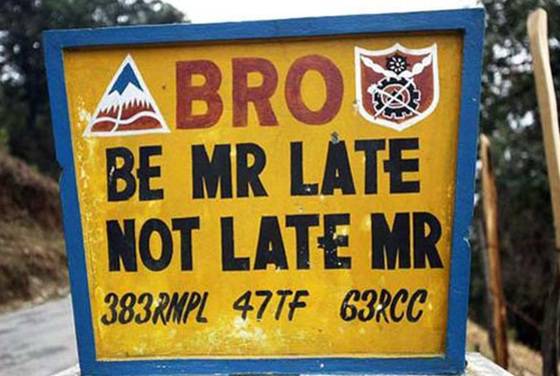 BRO
BE MR LATE
NOT LATE MR
383RMPL 47TF 63RCC